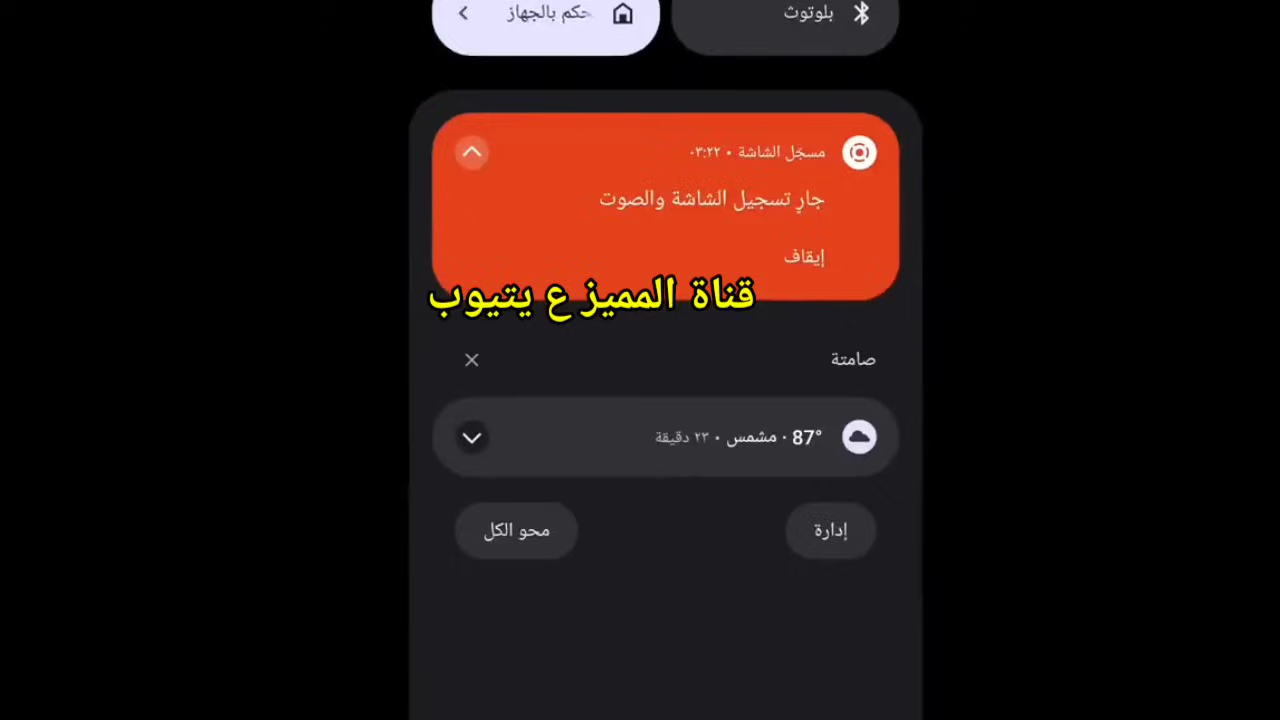 بلوتوث
حكم بالجهاز
مسجّل الشاشة • ٠٣:٢٢
جارٍ تسجيل الشاشة والصوت
إيقاف
قناة المميز ع يتيوب
صامتة
87° · مشمس • ٢٣ دقيقة
إدارة
محو الكل